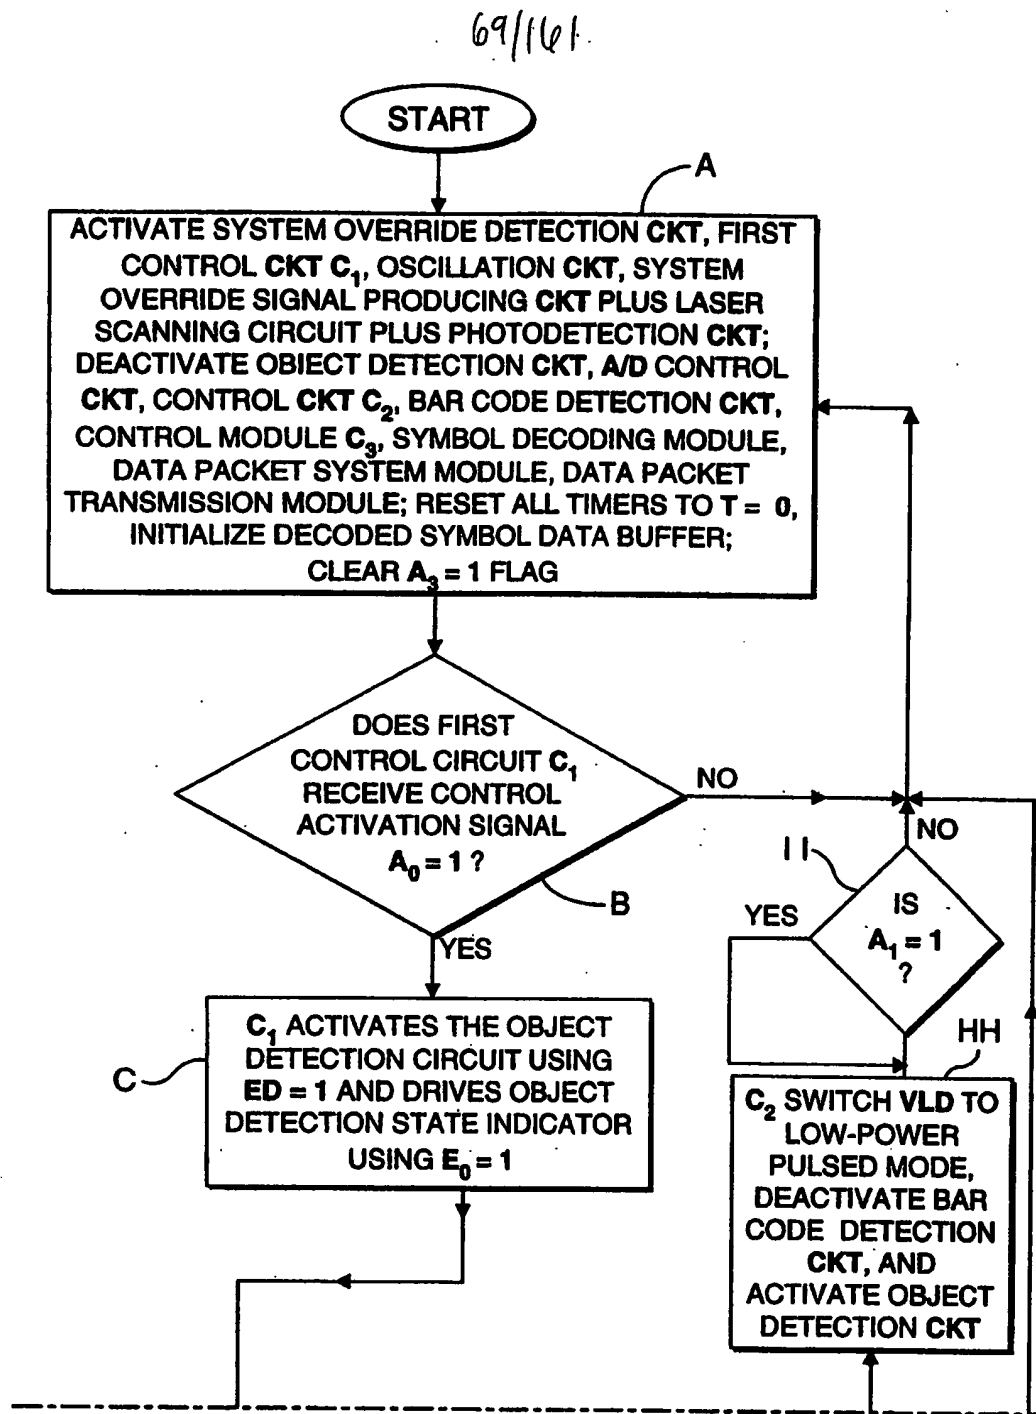 69/161
START
A
ACTIVATE SYSTEM OVERRIDE DETECTION CKT, FIRST
CONTROL CKT C₁, OSCILLATION CKT, SYSTEM
OVERRIDE SIGNAL PRODUCING CKT PLUS LASER
SCANNING CIRCUIT PLUS PHOTODETECTION CKT;
DEACTIVATE OBIECT DETECTION CKT, A/D CONTROL
CKT, CONTROL CKT C₂, BAR CODE DETECTION CKT,
CONTROL MODULE C₃, SYMBOL DECODING MODULE,
DATA PACKET SYSTEM MODULE, DATA PACKET
TRANSMISSION MODULE; RESET ALL TIMERS TO T = 0,
INITIALIZE DECODED SYMBOL DATA BUFFER;
CLEAR A₃ = 1 FLAG
DOES FIRST
CONTROL CIRCUIT C₁
RECEIVE CONTROL
ACTIVATION SIGNAL
A₀ = 1 ?
NO
B
YES
NO
II
YES
IS
A₁ = 1
?
C
C₁ ACTIVATES THE OBJECT
DETECTION CIRCUIT USING
ED = 1 AND DRIVES OBJECT
DETECTION STATE INDICATOR
USING E₀ = 1
HH
C₂ SWITCH VLD TO
LOW-POWER
PULSED MODE,
DEACTIVATE BAR
CODE DETECTION
CKT, AND
ACTIVATE OBJECT
DETECTION CKT